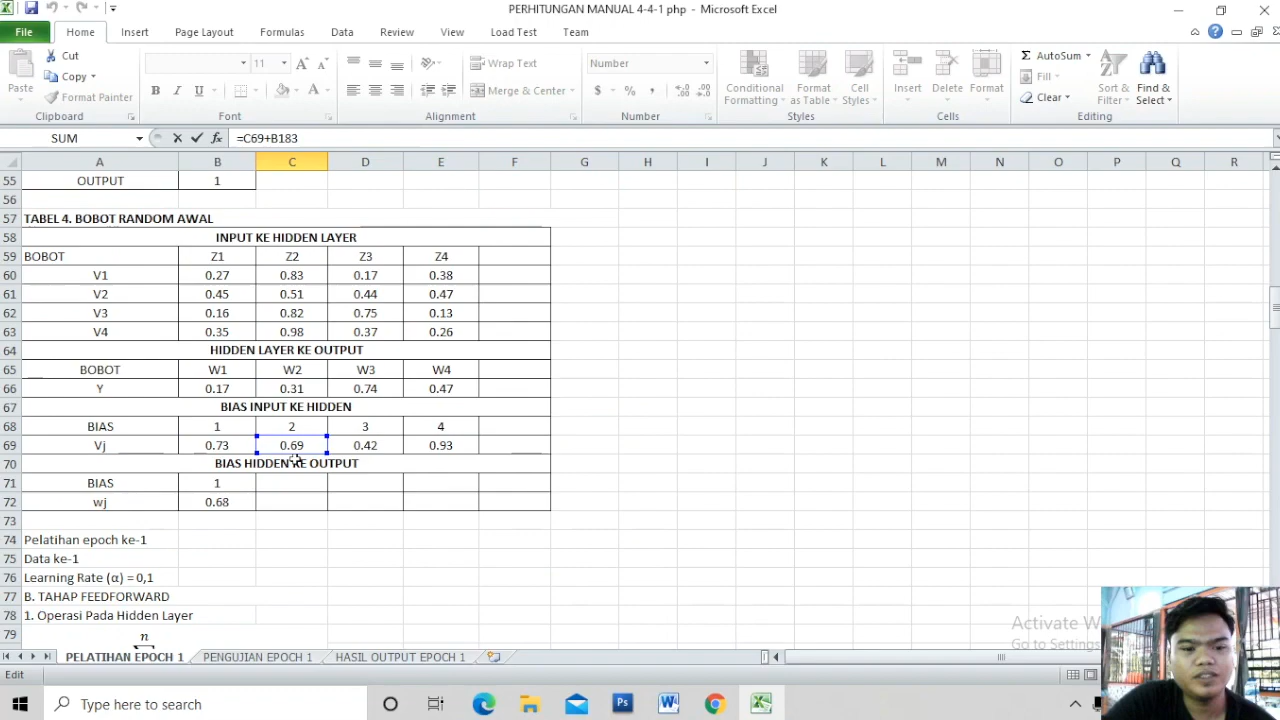 PERHITUNGAN MANUAL 4-4-1 php - Microsoft Excel
File Home Insert Page Layout Formulas Data Review View Load Test Team
Paste Cut Copy Format Painter 11 Wrap Text Merge & Center Number Conditional Formatting Format as Table Cell Styles Insert Delete Format AutoSum Fill Clear Sort & Filter Find & Select
Clipboard Font Alignment Number Styles Cells Editing
SUM =C69+B183
A B C D E F G H I J K L M N O P Q R
55 OUTPUT 1
56
57 TABEL 4. BOBOT RANDOM AWAL
58 INPUT KE HIDDEN LAYER
59 BOBOT Z1 Z2 Z3 Z4
60 V1 0.27 0.83 0.17 0.38
61 V2 0.45 0.51 0.44 0.47
62 V3 0.16 0.82 0.75 0.13
63 V4 0.35 0.98 0.37 0.26
64 HIDDEN LAYER KE OUTPUT
65 BOBOT W1 W2 W3 W4
66 Y 0.17 0.31 0.74 0.47
67 BIAS INPUT KE HIDDEN
68 BIAS 1 2 3 4
69 Vj 0.73 0.69 0.42 0.93
70 BIAS HIDDEN KE OUTPUT
71 BIAS 1
72 wj 0.68
73
74 Pelatihan epoch ke-1
75 Data ke-1
76 Learning Rate (α) = 0,1
77 B. TAHAP FEEDFORWARD
78 1. Operasi Pada Hidden Layer
79 n
Activate W
Go to Settings
PELATIHAN EPOCH 1 PENGUJIAN EPOCH 1 HASIL OUTPUT EPOCH 1
Edit
Type here to search